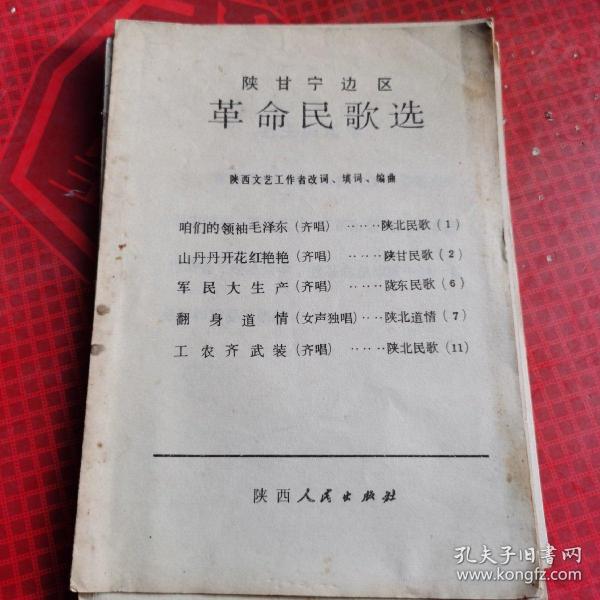 陕甘宁边区
革命民歌选
陕西文艺工作者改词、填词、编曲
咱们的领袖毛泽东(齐唱)‥‥陕北民歌(1)
山丹丹开花红艳艳(齐唱)‥‥陕甘民歌(2)
军民大生产(齐唱)‥‥陇东民歌(6)
翻身道情(女声独唱)‥‥陕北道情(7)
工农齐武装(齐唱)‥‥陕北民歌(11)
陕西人民出版社
孔夫子旧书网
www.kongfz.com